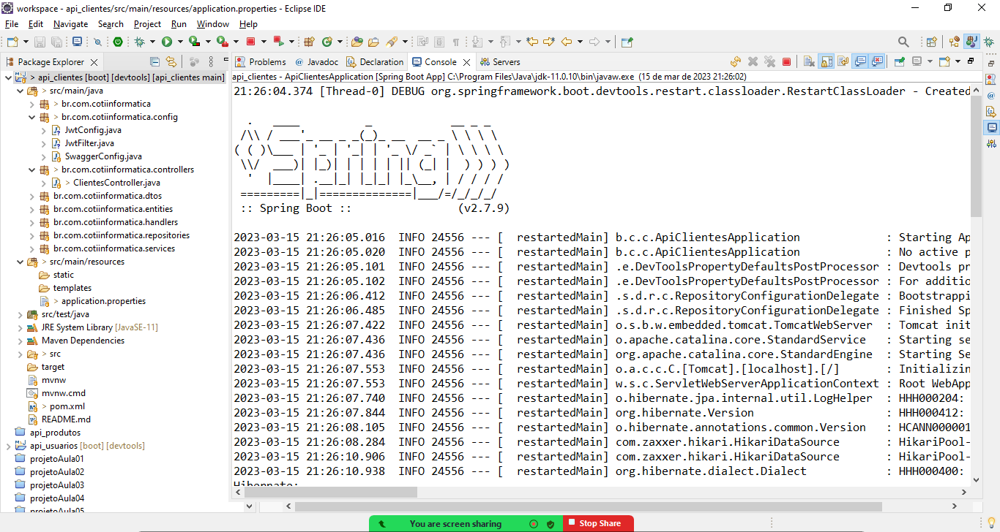 workspace - api_clientes/src/main/resources/application.properties - Eclipse IDE
File Edit Navigate Search Project Run Window Help
Package Explorer
> api_clientes [boot] [devtools] [api_clientes main]
> src/main/java
> br.com.cotiinformatica
> br.com.cotiinformatica.config
JwtConfig.java
JwtFilter.java
SwaggerConfig.java
> br.com.cotiinformatica.controllers
> ClientesController.java
br.com.cotiinformatica.dtos
br.com.cotiinformatica.entities
br.com.cotiinformatica.handlers
br.com.cotiinformatica.repositories
br.com.cotiinformatica.services
> src/main/resources
static
templates
> application.properties
src/test/java
JRE System Library [JavaSE-11]
Maven Dependencies
> src
target
mvnw
mvnw.cmd
> pom.xml
README.md
api_produtos
api_usuarios [boot] [devtools]
projetoAula01
projetoAula02
projetoAula03
projetoAula04
projetoAula05
Problems @ Javadoc Declaration Console Servers
api_clientes - ApiClientesApplication [Spring Boot App] C:\Program Files\Java\jdk-11.0.10\bin\javaw.exe (15 de mar de 2023 21:26:02)
21:26:04.374 [Thread-0] DEBUG org.springframework.boot.devtools.restart.classloader.RestartClassLoader - Created
Spring
:: Spring Boot :: (v2.7.9)
2023-03-15 21:26:05.016 INFO 24556 --- [ restartedMain] b.c.c.ApiClientesApplication : Starting Ap
2023-03-15 21:26:05.020 INFO 24556 --- [ restartedMain] b.c.c.ApiClientesApplication : No active p
2023-03-15 21:26:05.101 INFO 24556 --- [ restartedMain] .e.DevToolsPropertyDefaultsPostProcessor : Devtools pr
2023-03-15 21:26:05.102 INFO 24556 --- [ restartedMain] .e.DevToolsPropertyDefaultsPostProcessor : For additio
2023-03-15 21:26:06.412 INFO 24556 --- [ restartedMain] .s.d.r.c.RepositoryConfigurationDelegate : Bootstrappi
2023-03-15 21:26:06.485 INFO 24556 --- [ restartedMain] .s.d.r.c.RepositoryConfigurationDelegate : Finished Sp
2023-03-15 21:26:07.422 INFO 24556 --- [ restartedMain] o.s.b.w.embedded.tomcat.TomcatWebServer : Tomcat init
2023-03-15 21:26:07.436 INFO 24556 --- [ restartedMain] o.apache.catalina.core.StandardService : Starting se
2023-03-15 21:26:07.436 INFO 24556 --- [ restartedMain] org.apache.catalina.core.StandardEngine : Starting Se
2023-03-15 21:26:07.553 INFO 24556 --- [ restartedMain] o.a.c.c.C.[Tomcat].[localhost].[/] : Initializin
2023-03-15 21:26:07.553 INFO 24556 --- [ restartedMain] w.s.c.ServletWebServerApplicationContext : Root WebApp
2023-03-15 21:26:07.740 INFO 24556 --- [ restartedMain] o.hibernate.jpa.internal.util.LogHelper : HHH000204:
2023-03-15 21:26:07.844 INFO 24556 --- [ restartedMain] org.hibernate.Version : HHH000412:
2023-03-15 21:26:08.105 INFO 24556 --- [ restartedMain] o.hibernate.annotations.common.Version : HCANN000001
2023-03-15 21:26:08.284 INFO 24556 --- [ restartedMain] com.zaxxer.hikari.HikariDataSource : HikariPool-
2023-03-15 21:26:10.906 INFO 24556 --- [ restartedMain] com.zaxxer.hikari.HikariDataSource : HikariPool-
2023-03-15 21:26:10.938 INFO 24556 --- [ restartedMain] org.hibernate.dialect.Dialect : HHH000400:
Hibernate:
You are screen sharing Stop Share